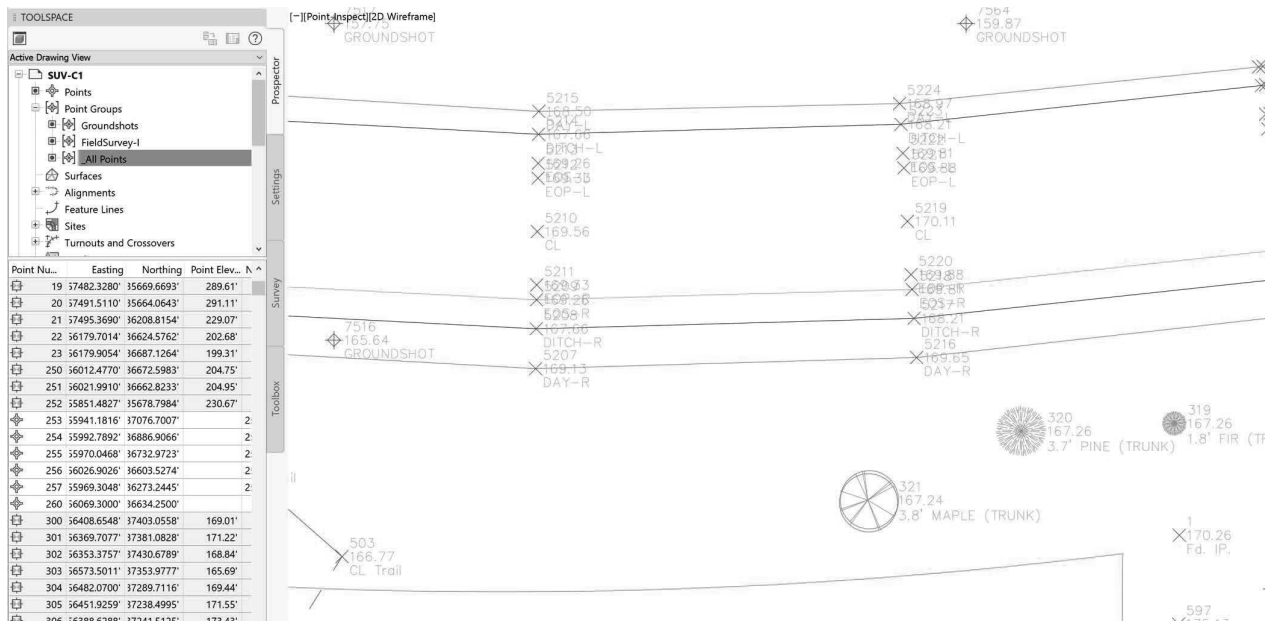 TOOLSPACE
Active Drawing View
SUV-C1
Points
Point Groups
Groundshots
FieldSurvey-I
_All Points
Surfaces
Alignments
Feature Lines
Sites
Turnouts and Crossovers
Prospector
Settings
Survey
Toolbox
Point Nu... Easting Northing Point Elev... N
19 57482.3280' 35669.6693' 289.61'
20 57491.5110' 35664.0643' 291.11'
21 57495.3690' 36208.8154' 229.07'
22 56179.7014' 36624.5762' 202.68'
23 56179.9054' 36687.1264' 199.31'
250 56012.4770' 36672.5983' 204.75'
251 56021.9910' 36662.8233' 204.95'
252 55851.4827' 35678.7984' 230.67'
253 55941.1816' 37076.7007'
254 55992.7892' 36886.9066'
255 55970.0468' 36732.9723'
256 56026.9026' 36603.5274'
257 55969.3048' 36273.2445'
260 56069.3000' 36634.2500'
300 56408.6548' 37403.0558' 169.01'
301 56369.7077' 37381.0828' 171.22'
302 56353.3757' 37430.6789' 168.84'
303 56573.5011' 37353.9777' 165.69'
304 56482.0700' 37289.7116' 169.44'
305 56451.9259' 37238.4995' 171.55'
[−][Point Inspect][2D Wireframe]
GROUNDSHOT
7564
159.87
GROUNDSHOT
5215
168.50
DITCH-L
EOP-L
5210
169.56
CL
5211
DITCH-R
5207
169.13
DAY-R
5224
168.97
168.21
DITCH-L
EOP-L
5219
170.11
CL
5220
168.21
DITCH-R
5216
169.65
DAY-R
7516
165.64
GROUNDSHOT
320
167.26
3.7' PINE (TRUNK)
319
167.26
1.8' FIR
321
167.24
3.8' MAPLE (TRUNK)
503
166.77
CL Trail
1
170.26
Fd. IP.
597